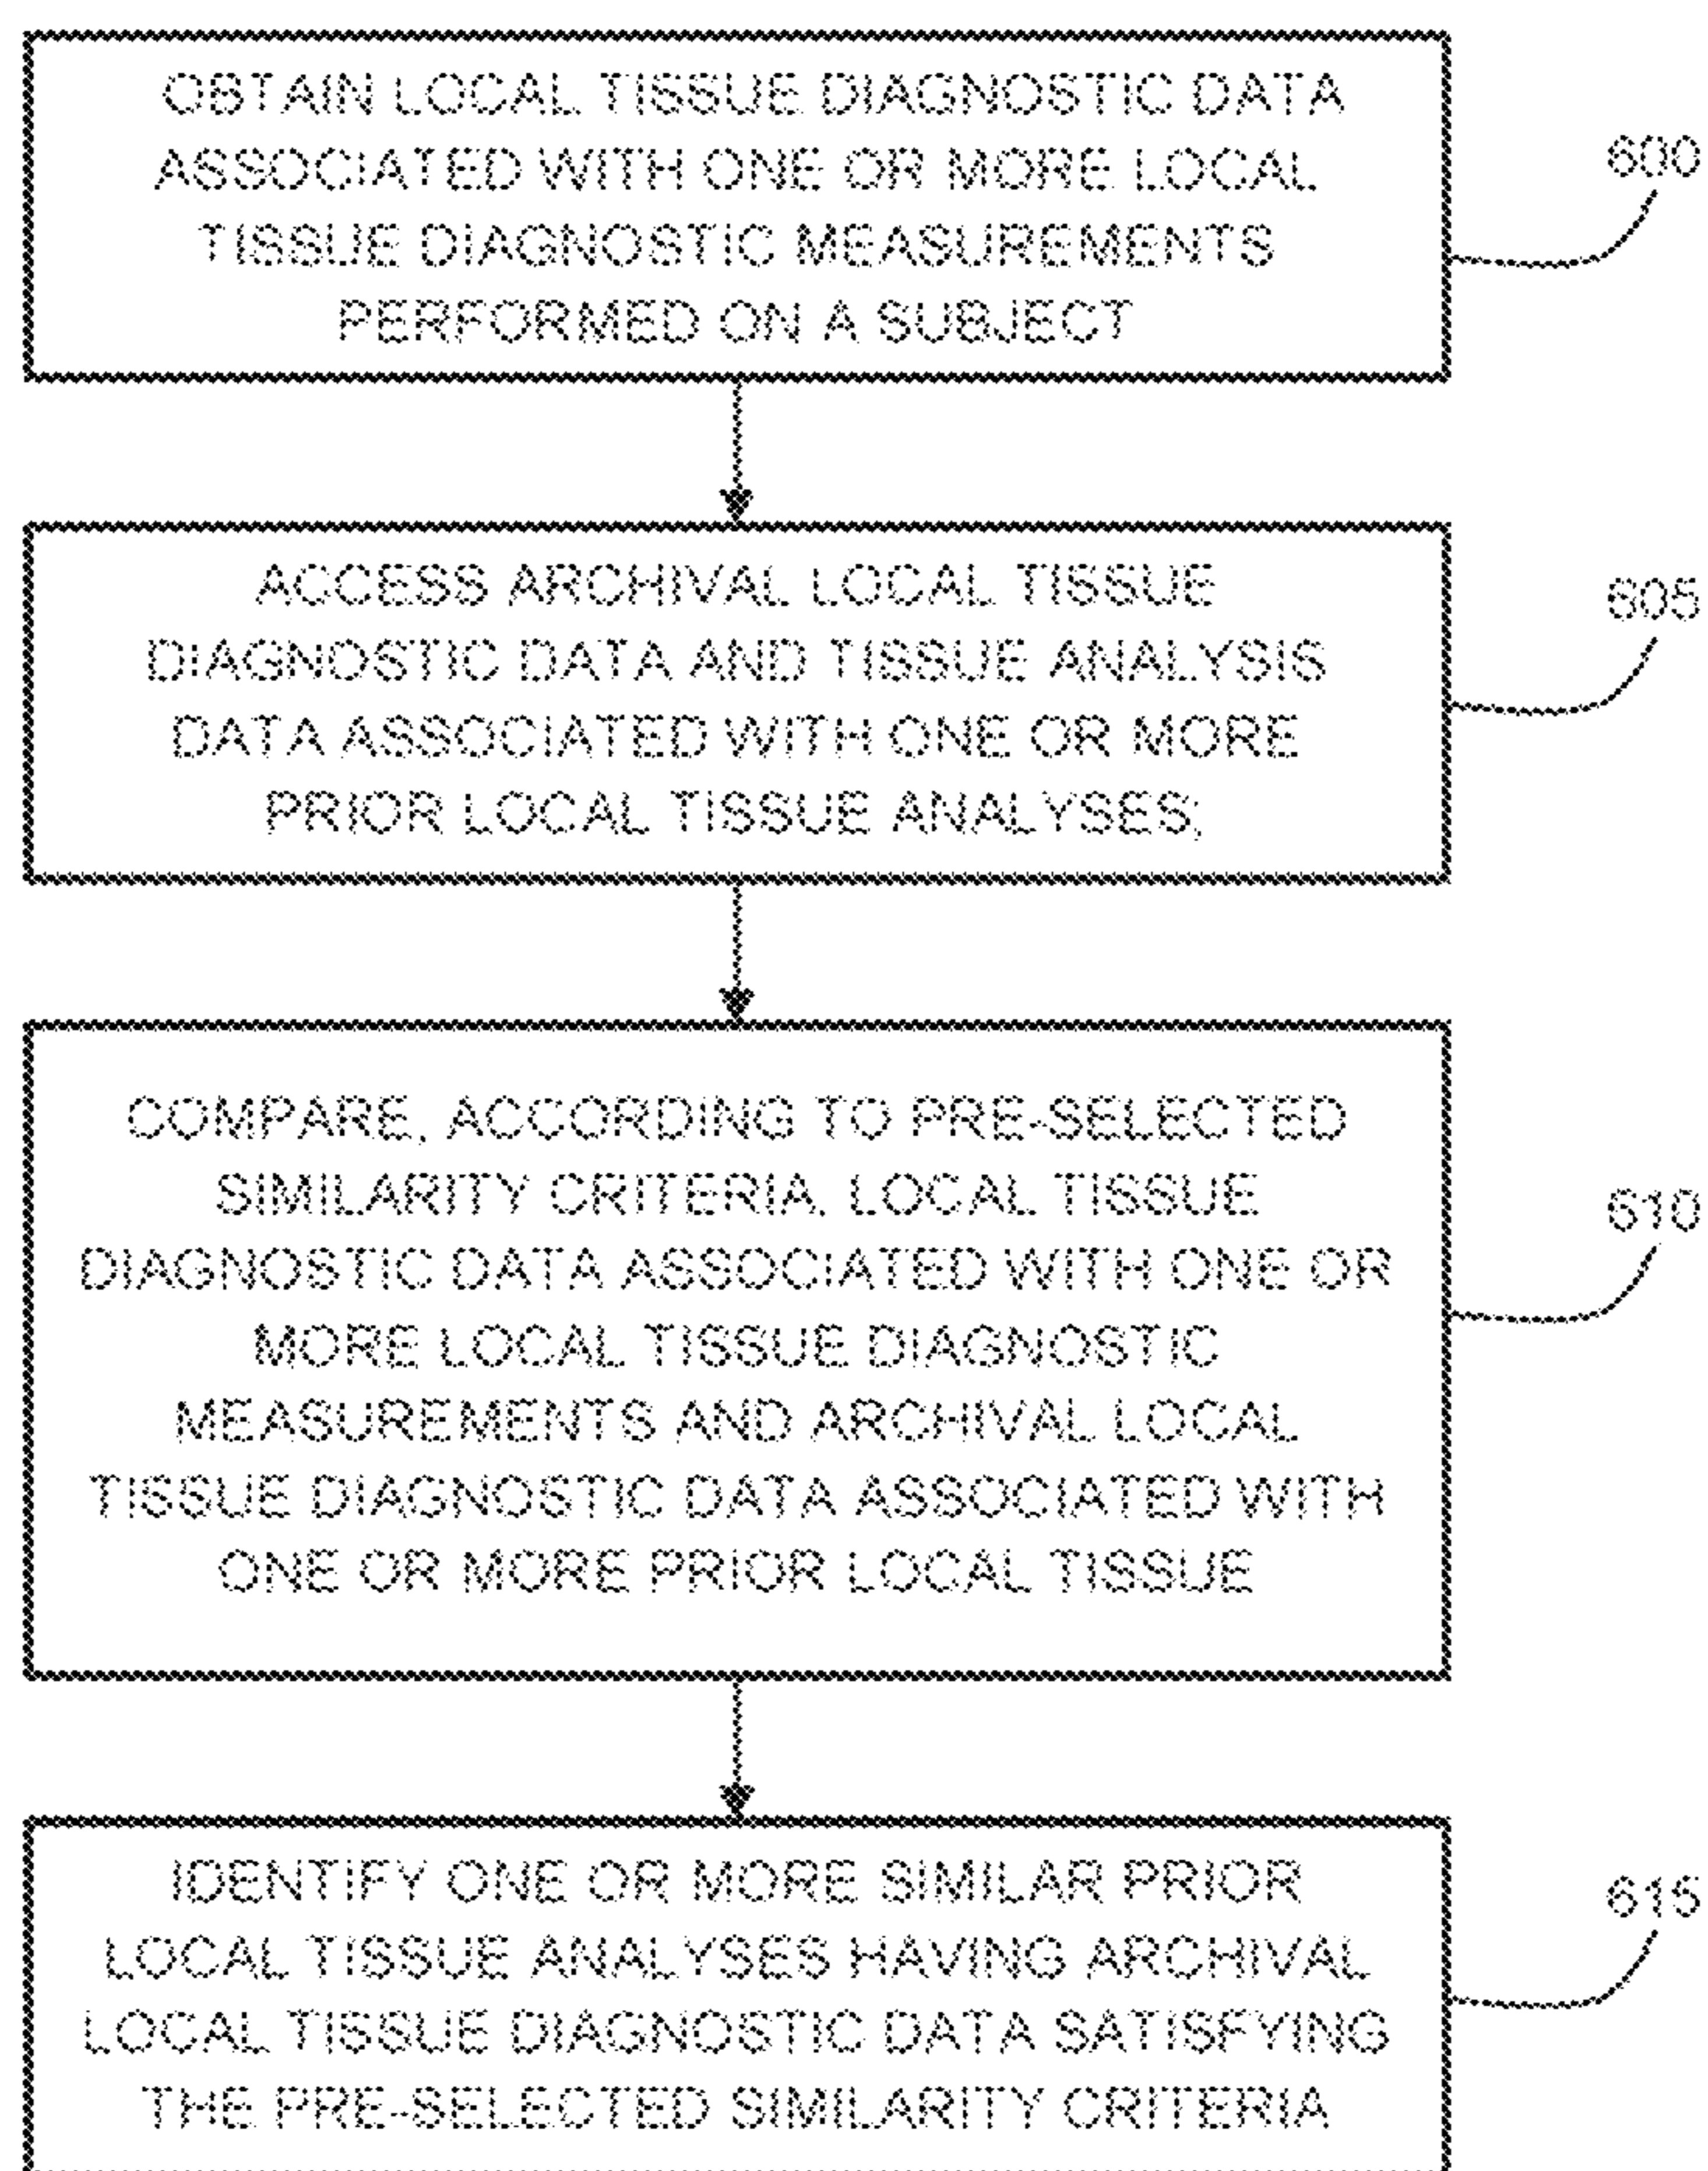 OBTAIN LOCAL TISSUE DIAGNOSTIC DATA
ASSOCIATED WITH ONE OR MORE LOCAL
TISSUE DIAGNOSTIC MEASUREMENTS
PERFORMED ON A SUBJECT
600
ACCESS ARCHIVAL LOCAL TISSUE
DIAGNOSTIC DATA AND TISSUE ANALYSIS
DATA ASSOCIATED WITH ONE OR MORE
PRIOR LOCAL TISSUE ANALYSES;
605
COMPARE, ACCORDING TO PRE-SELECTED
SIMILARITY CRITERIA, LOCAL TISSUE
DIAGNOSTIC DATA ASSOCIATED WITH ONE OR
MORE LOCAL TISSUE DIAGNOSTIC
MEASUREMENTS AND ARCHIVAL LOCAL
TISSUE DIAGNOSTIC DATA ASSOCIATED WITH
ONE OR MORE PRIOR LOCAL TISSUE
610
IDENTIFY ONE OR MORE SIMILAR PRIOR
LOCAL TISSUE ANALYSES HAVING ARCHIVAL
LOCAL TISSUE DIAGNOSTIC DATA SATISFYING
THE PRE-SELECTED SIMILARITY CRITERIA
615